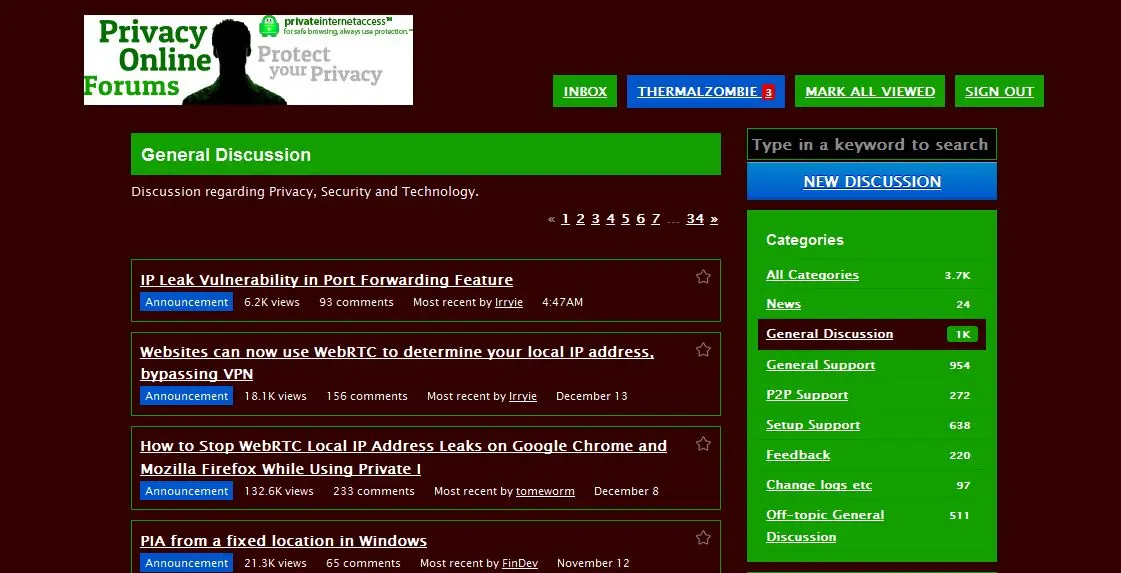 Privacy
Online
Forums
privateinternetaccess™
for safe browsing, always use protection.™
Protect
your Privacy
INBOX THERMALZOMBIE 3 MARK ALL VIEWED SIGN OUT
General Discussion
Discussion regarding Privacy, Security and Technology.
« 1 2 3 4 5 6 7 ... 34 »
IP Leak Vulnerability in Port Forwarding Feature
Announcement 6.2K views 93 comments Most recent by Irryie 4:47AM
Websites can now use WebRTC to determine your local IP address,
bypassing VPN
Announcement 18.1K views 156 comments Most recent by Irryie December 13
How to Stop WebRTC Local IP Address Leaks on Google Chrome and
Mozilla Firefox While Using Private I
Announcement 132.6K views 233 comments Most recent by tomeworm December 8
PIA from a fixed location in Windows
Announcement 21.3K views 65 comments Most recent by FinDev November 12
Type in a keyword to search
NEW DISCUSSION
Categories
All Categories 3.7K
News 24
General Discussion 1K
General Support 954
P2P Support 272
Setup Support 638
Feedback 220
Change logs etc 97
Off-topic General 511
Discussion